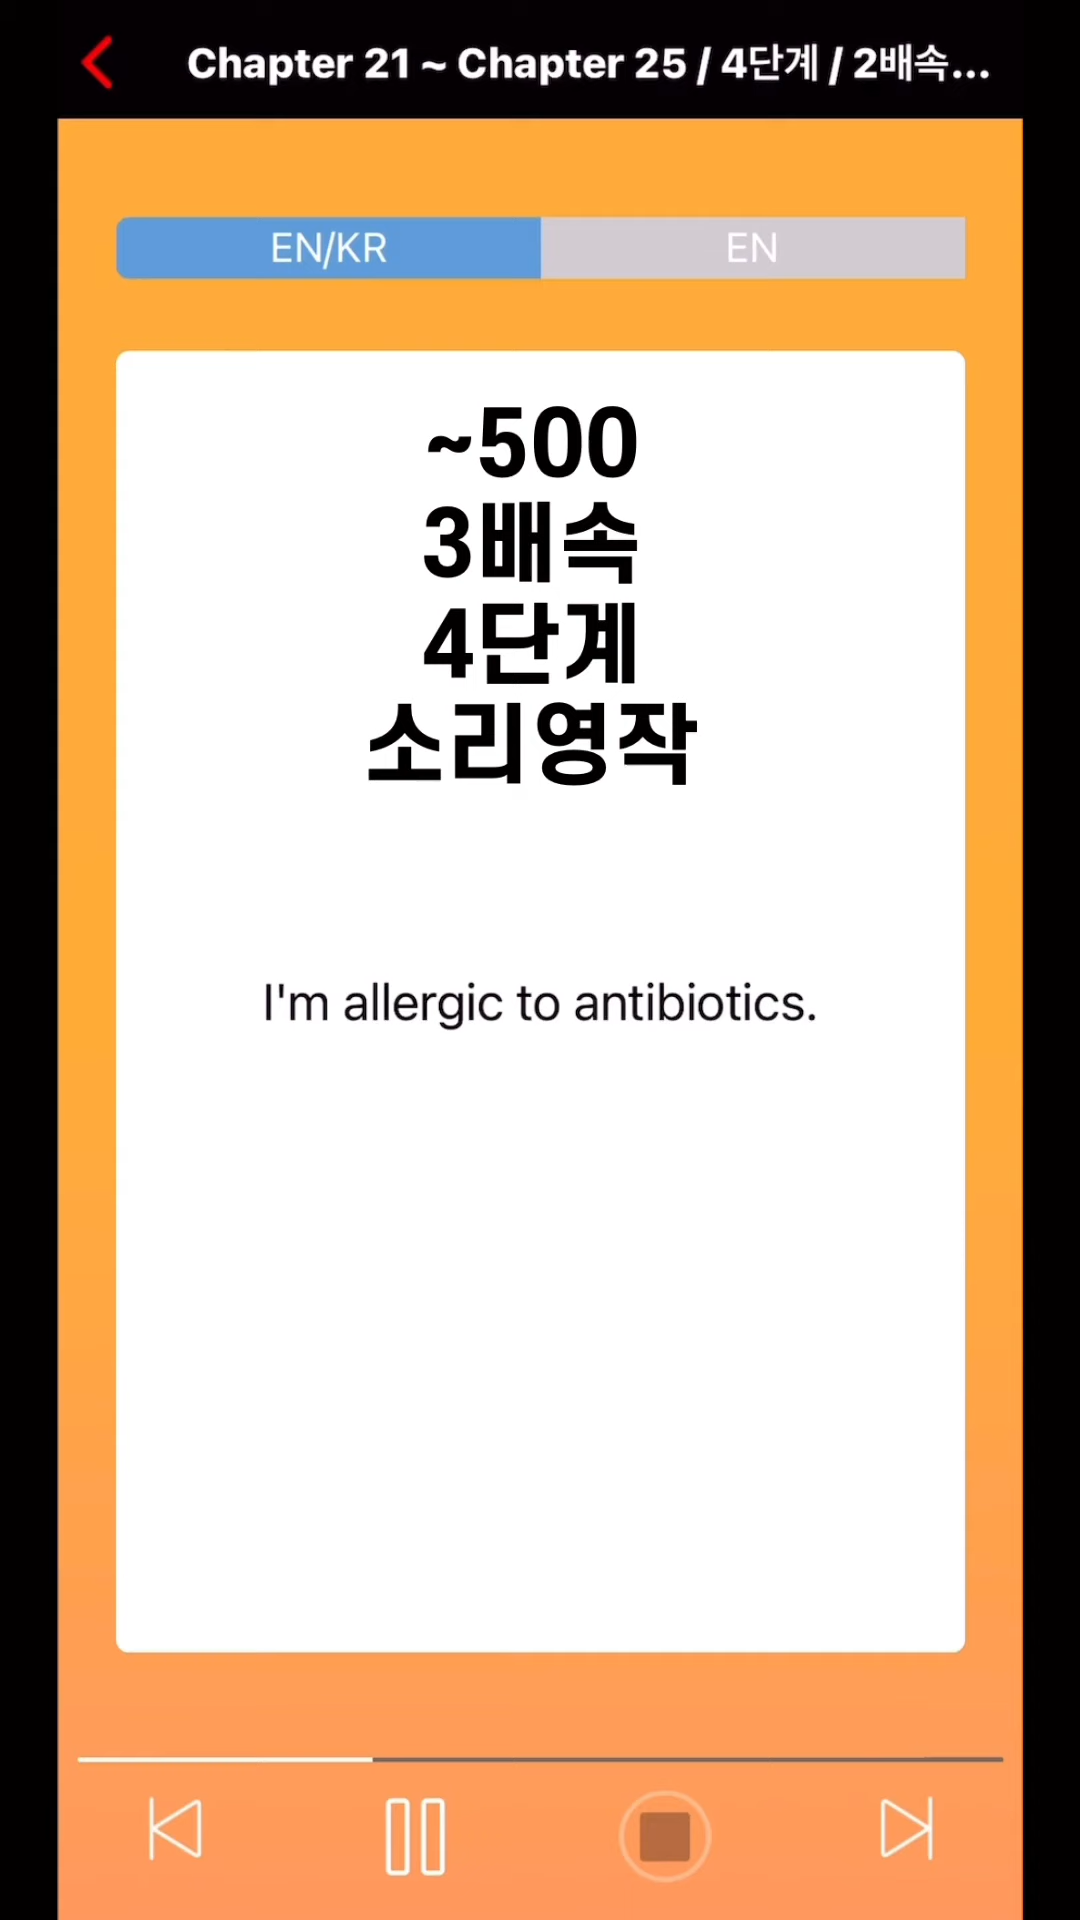 Chapter 21 ~ Chapter 25 / 4단계 / 2배속...
EN/KR
EN
~500
3배속
4단계
소리영작
I'm allergic to antibiotics.